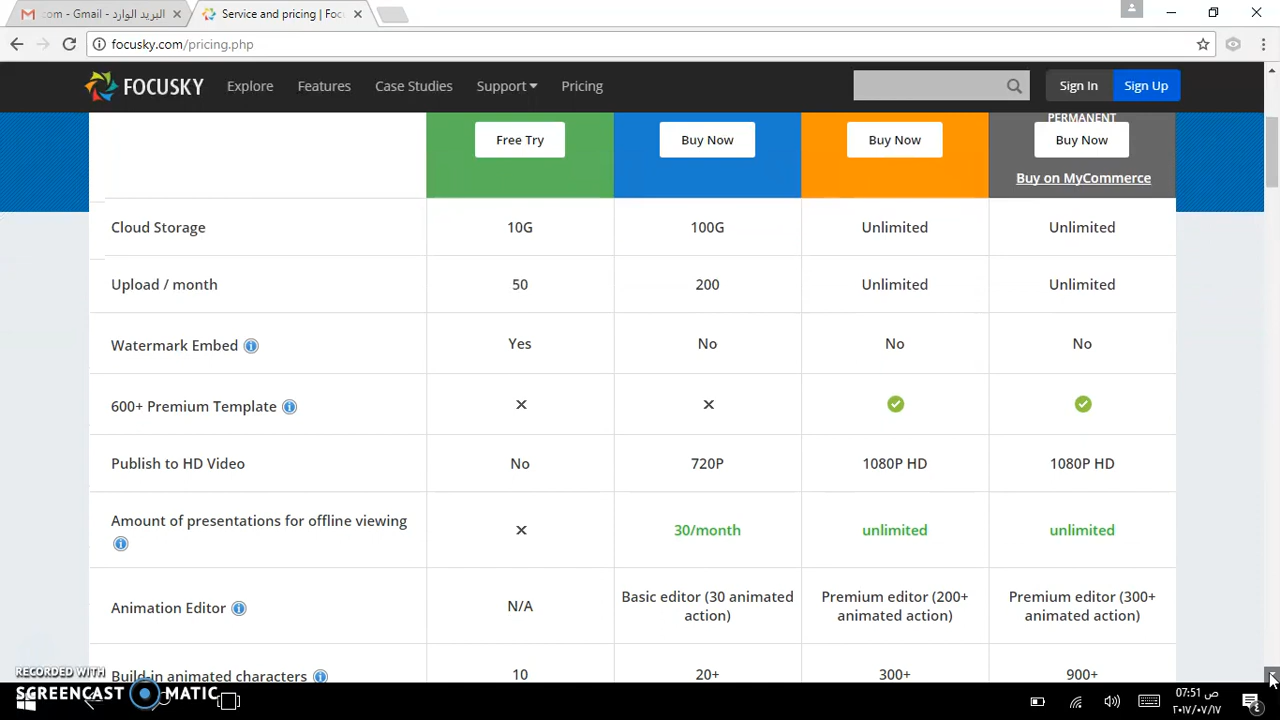 com - Gmail - البريد الوارد
Service and pricing | Foc
focusky.com/pricing.php
FOCUSKY Explore Features Case Studies Support Pricing Sign In Sign Up
PERMANENT
Free Try Buy Now Buy Now Buy Now
Buy on MyCommerce
Cloud Storage 10G 100G Unlimited Unlimited
Upload / month 50 200 Unlimited Unlimited
Watermark Embed Yes No No No
600+ Premium Template
Publish to HD Video No 720P 1080P HD 1080P HD
Amount of presentations for offline viewing 30/month unlimited unlimited
Animation Editor N/A Basic editor (30 animated action) Premium editor (200+ animated action) Premium editor (300+ animated action)
Build-in animated characters 10 20+ 300+ 900+
RECORDED WITH
SCREENCAST MATIC
07:51 ص
٢٠١٧/٠٧/١٧
٤